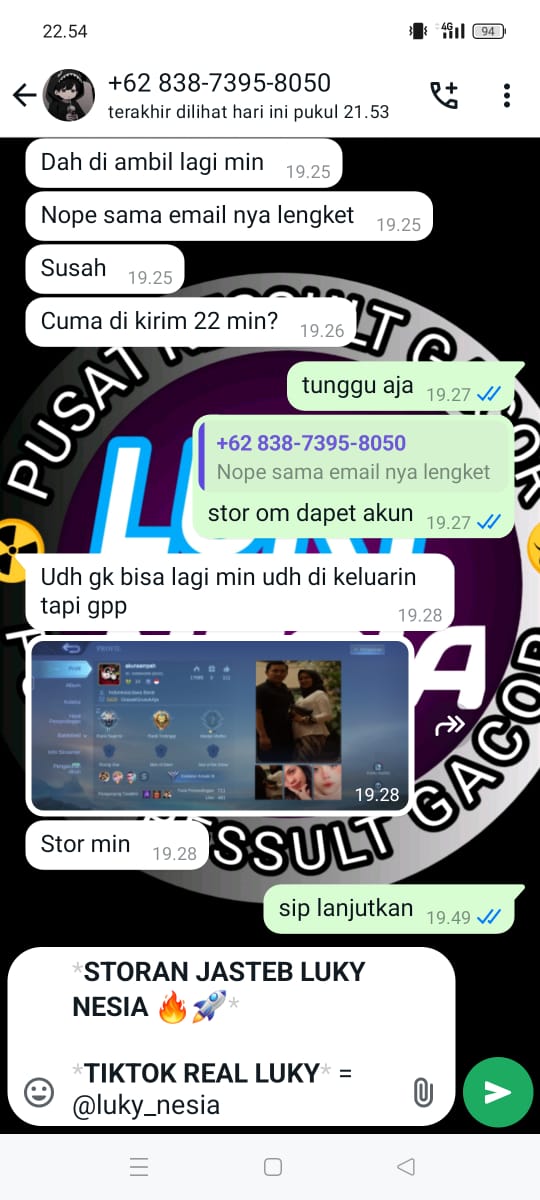 22.54
4G
94
+62 838-7395-8050
terakhir dilihat hari ini pukul 21.53
Dah di ambil lagi min 19.25
Nope sama email nya lengket 19.25
Susah 19.25
Cuma di kirim 22 min? 19.26
tunggu aja 19.27
+62 838-7395-8050
Nope sama email nya lengket
stor om dapet akun 19.27
Udh gk bisa lagi min udh di keluarin
tapi gpp 19.28
PROFIL
19.28
Stor min 19.28
sip lanjutkan 19.49
PUSAT
GACOR
*STORAN JASTEB LUKY
NESIA 🔥🚀*
*TIKTOK REAL LUKY* =
@luky_nesia